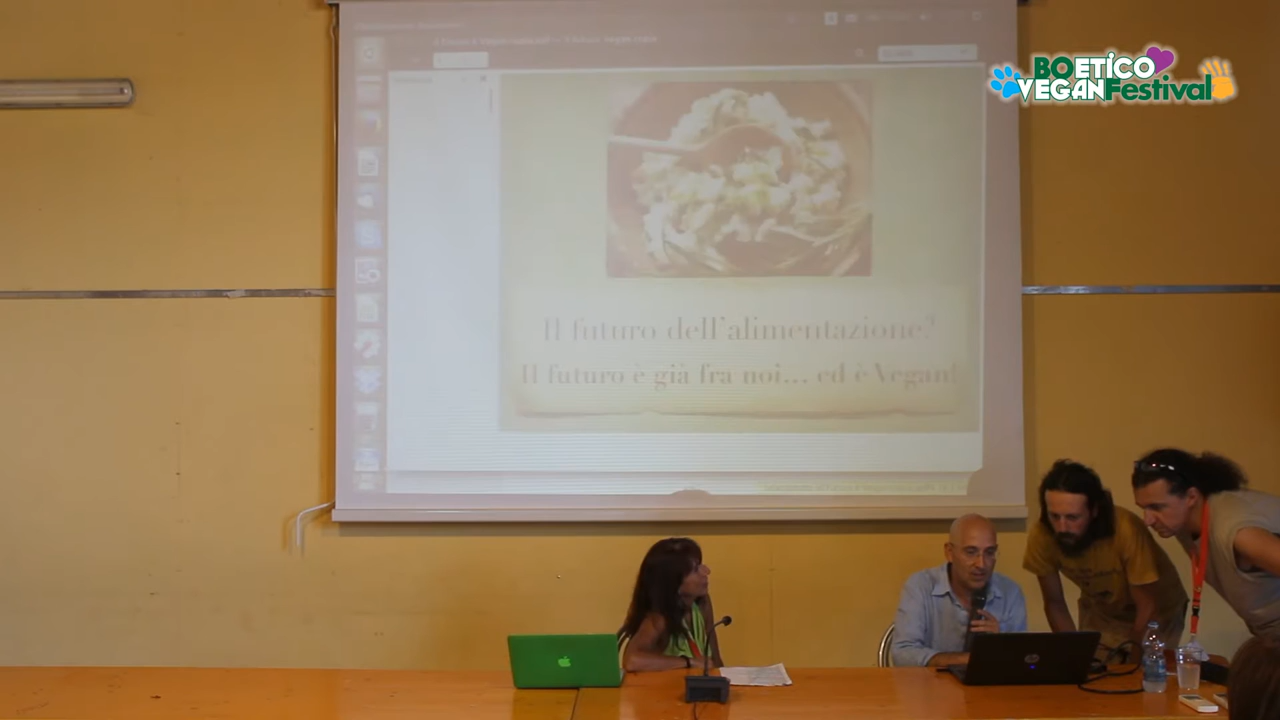 BOETICO
VEGANFestival
Il futuro dell'alimentazione?
Il futuro è già fra noi... ed è Vegan!